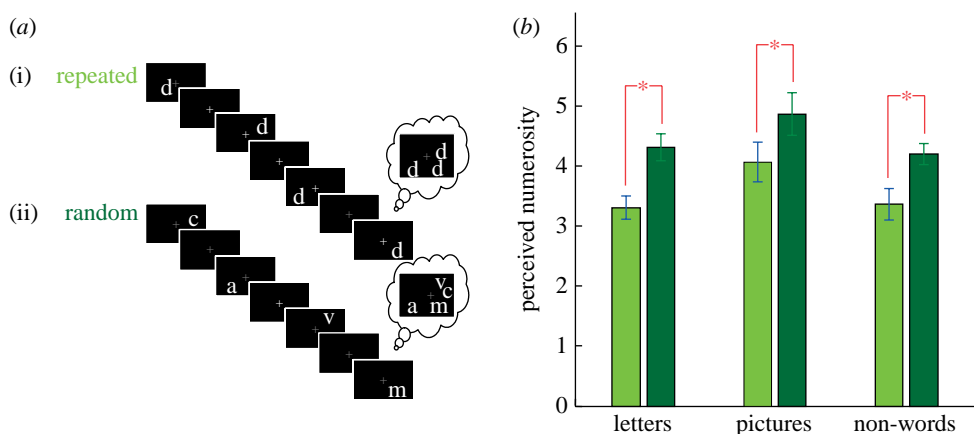 (a)
(i) repeated
d
d
d
d
d
d d
(ii) random
c
a
v
m
v
c
a m
(b)
perceived numerosity
6
5
4
3
2
1
0
*
*
*
letters pictures non-words